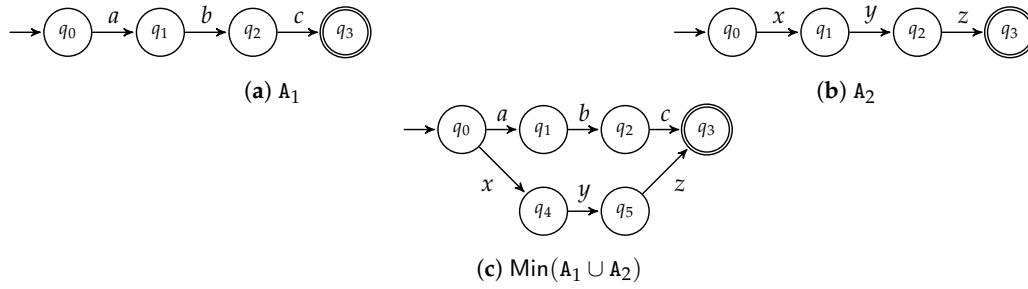 a b c x y z
q₀ q₁ q₂ q₃ q₀ q₁ q₂ q₃
(a) A₁ (b) A₂
a b c
q₀ q₁ q₂ q₃
x y z
q₄ q₅
(c) Min(A₁ ∪ A₂)